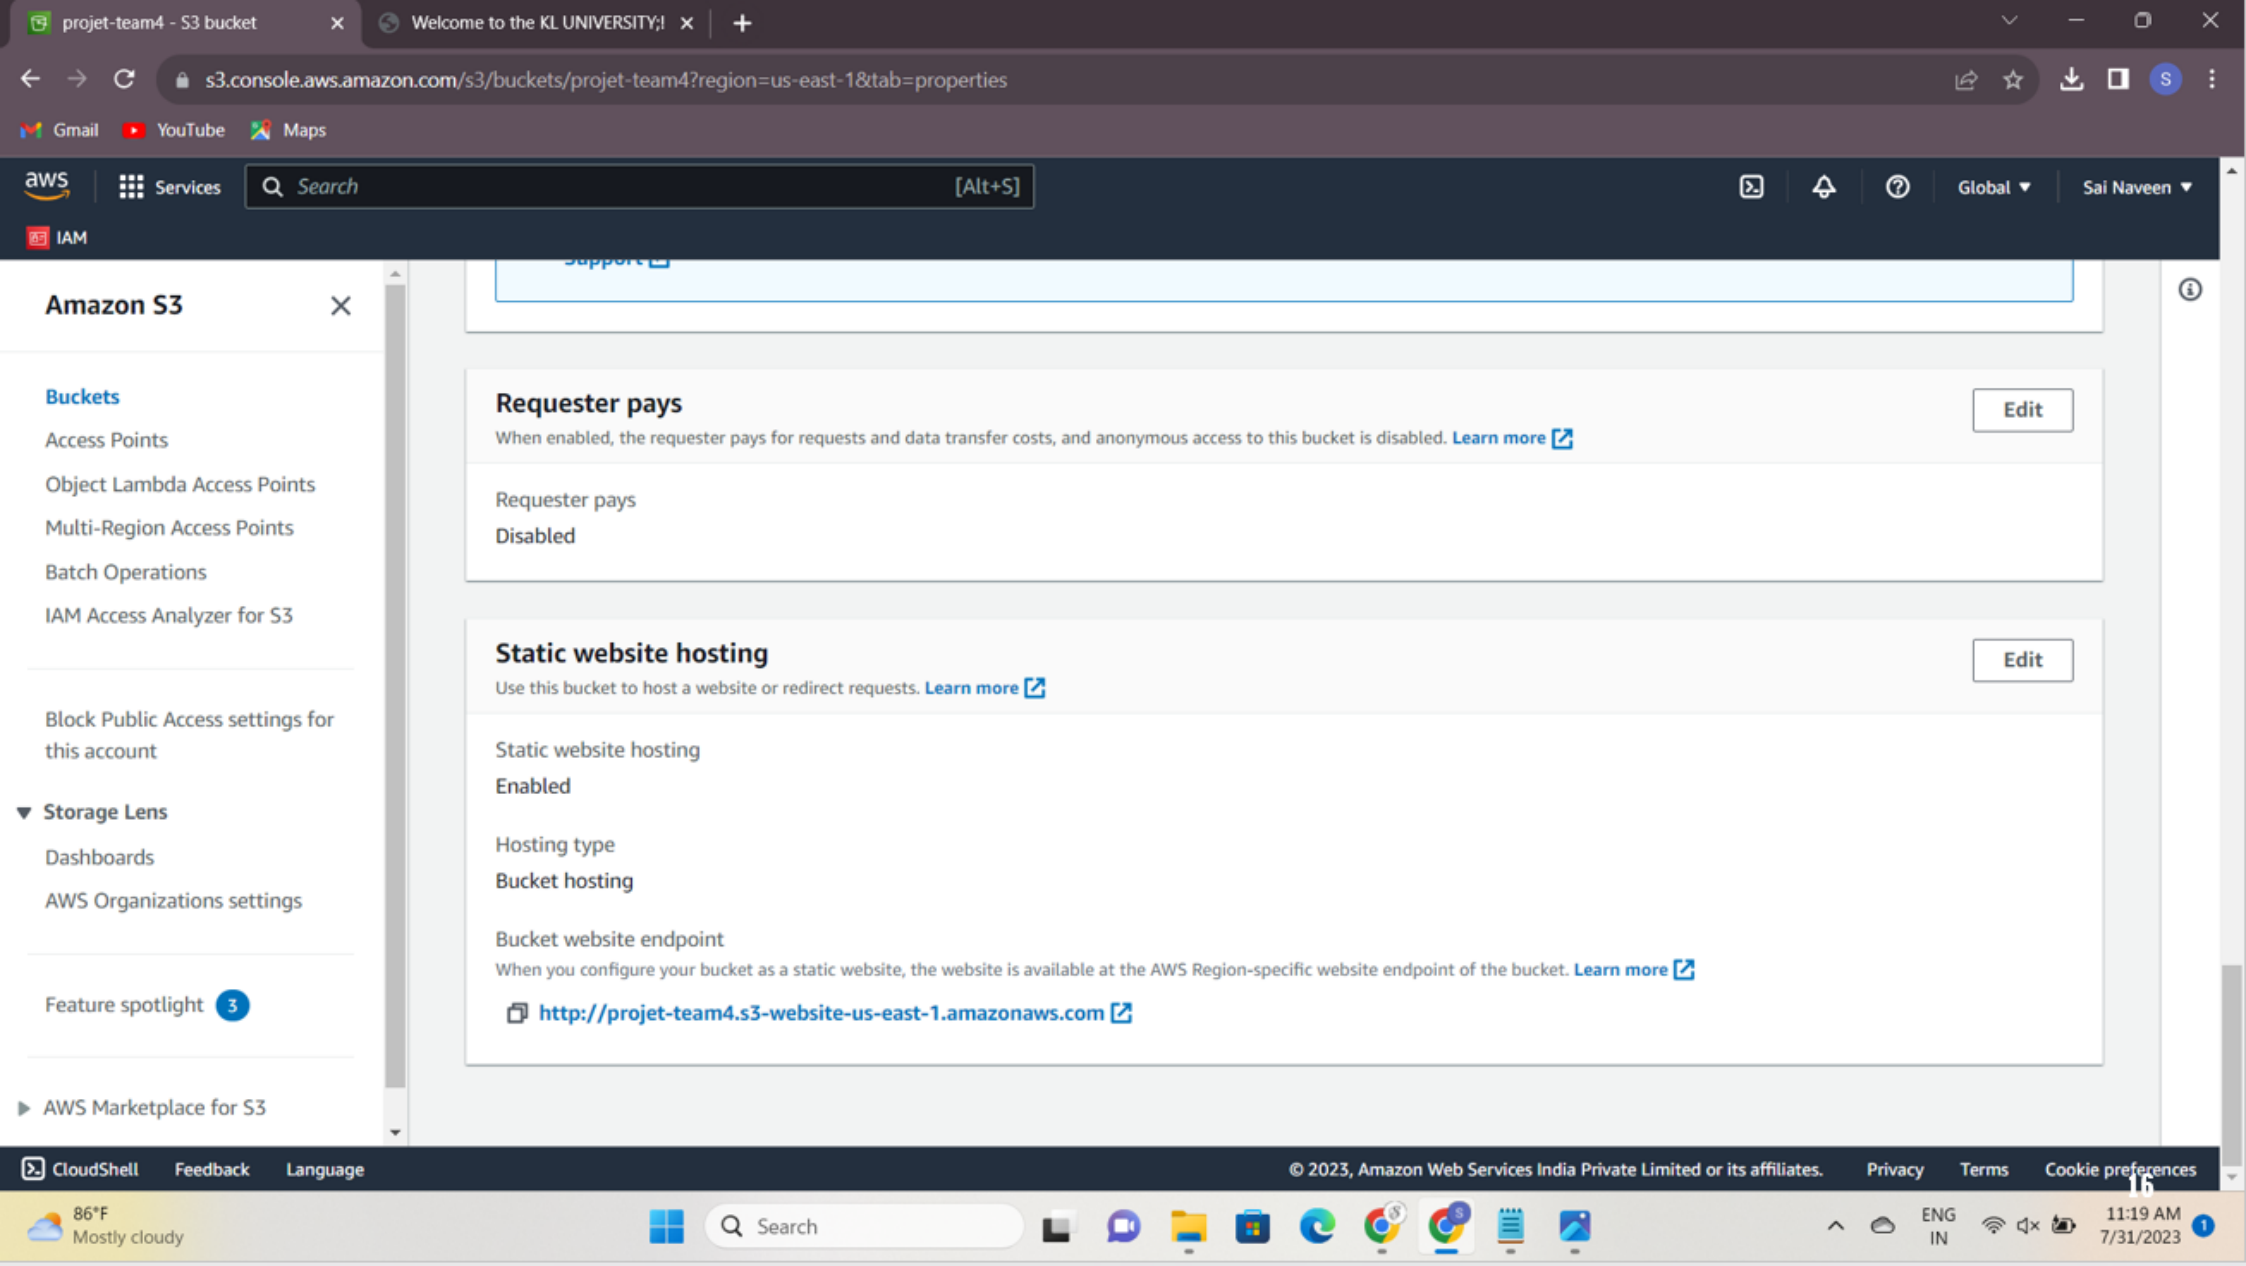 projet-team4 - S3 bucket
Welcome to the KL UNIVERSITY;!
s3.console.aws.amazon.com/s3/buckets/projet-team4?region=us-east-1&tab=properties
S
Gmail
YouTube
Maps
aws
Services
Search
[Alt+S]
Global
Sai Naveen
IAM
Amazon S3
Buckets
Access Points
Object Lambda Access Points
Multi-Region Access Points
Batch Operations
IAM Access Analyzer for S3
Block Public Access settings for
this account
Storage Lens
Dashboards
AWS Organizations settings
Feature spotlight 3
AWS Marketplace for S3
Support
Requester pays
Edit
When enabled, the requester pays for requests and data transfer costs, and anonymous access to this bucket is disabled. Learn more
Requester pays
Disabled
Static website hosting
Edit
Use this bucket to host a website or redirect requests. Learn more
Static website hosting
Enabled
Hosting type
Bucket hosting
Bucket website endpoint
When you configure your bucket as a static website, the website is available at the AWS Region-specific website endpoint of the bucket. Learn more
http://projet-team4.s3-website-us-east-1.amazonaws.com
CloudShell
Feedback
Language
© 2023, Amazon Web Services India Private Limited or its affiliates.
Privacy
Terms
Cookie preferences
16
86°F
Mostly cloudy
Search
S
S
ENG
IN
11:19 AM
7/31/2023
1